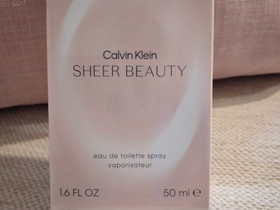 Calvin Klein
SHEER BEAUTY
eau de toilette spray
vaporisateur
1.6 FL OZ 50 ml ℮